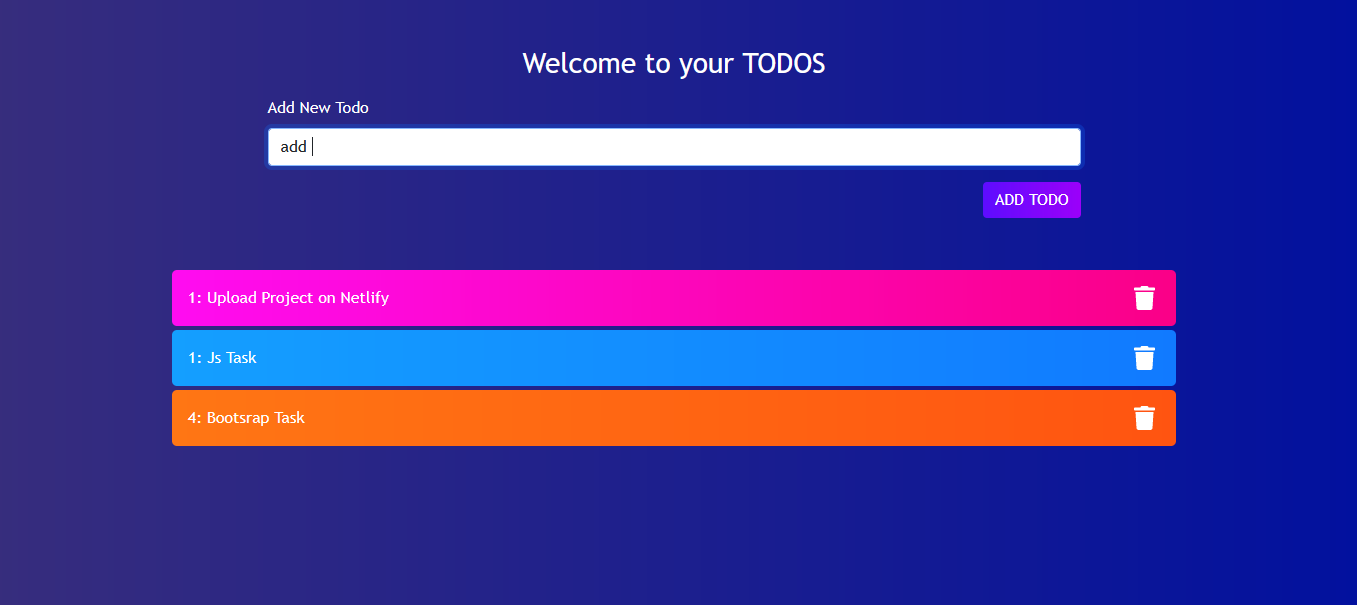 Welcome to your TODOS
Add New Todo
add
ADD TODO
1: Upload Project on Netlify
1: Js Task
4: Bootsrap Task